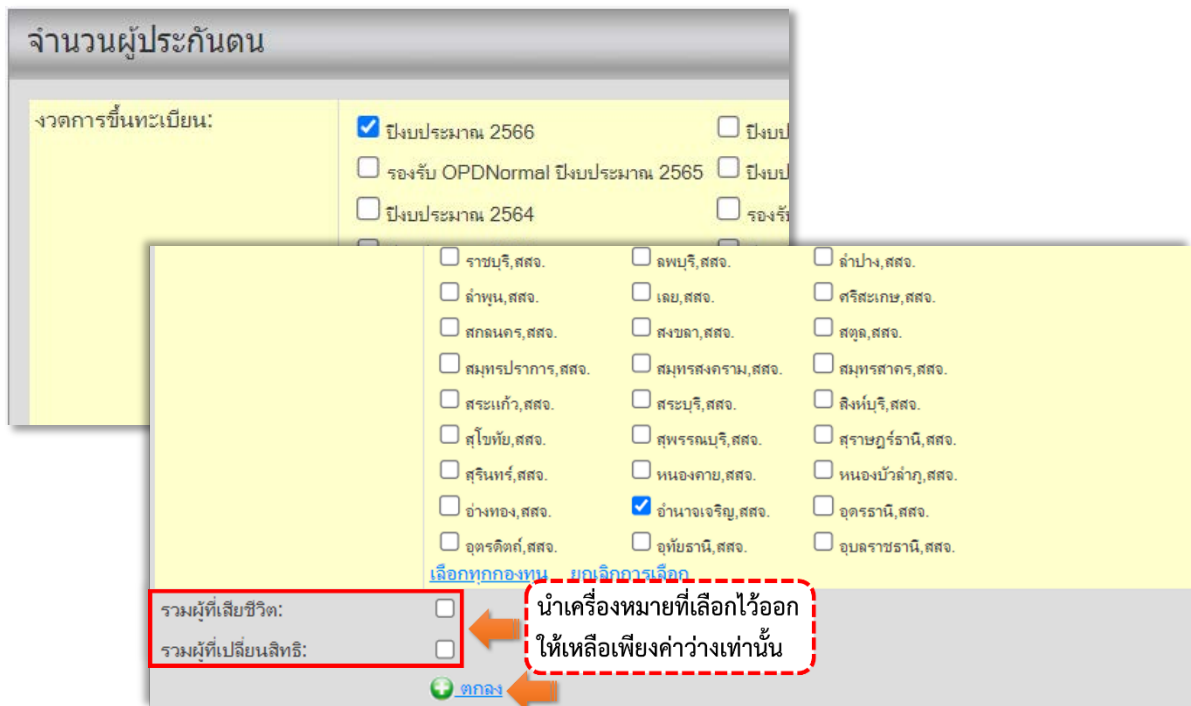 จำนวนผู้ประกันตน
งวดการขึ้นทะเบียน:
ปีงบประมาณ 2566
รองรับ OPDNormal ปีงบประมาณ 2565
ปีงบประมาณ 2564
ราชบุรี,สสจ. ลพบุรี,สสจ. ลำปาง,สสจ.
ลำพูน,สสจ. เลย,สสจ. ศรีสะเกษ,สสจ.
สกลนคร,สสจ. สงขลา,สสจ. สตูล,สสจ.
สมุทรปราการ,สสจ. สมุทรสงคราม,สสจ. สมุทรสาคร,สสจ.
สระแก้ว,สสจ. สระบุรี,สสจ. สิงห์บุรี,สสจ.
สุโขทัย,สสจ. สุพรรณบุรี,สสจ. สุราษฎร์ธานี,สสจ.
สุรินทร์,สสจ. หนองคาย,สสจ. หนองบัวลำภู,สสจ.
อ่างทอง,สสจ. อำนาจเจริญ,สสจ. อุดรธานี,สสจ.
อุตรดิตถ์,สสจ. อุทัยธานี,สสจ. อุบลราชธานี,สสจ.
เลือกทุกกองทุน ยกเลิกการเลือก
รวมผู้ที่เสียชีวิต:
รวมผู้ที่เปลี่ยนสิทธิ:
นำเครื่องหมายที่เลือกไว้ออก
ให้เหลือเพียงค่าว่างเท่านั้น
ตกลง